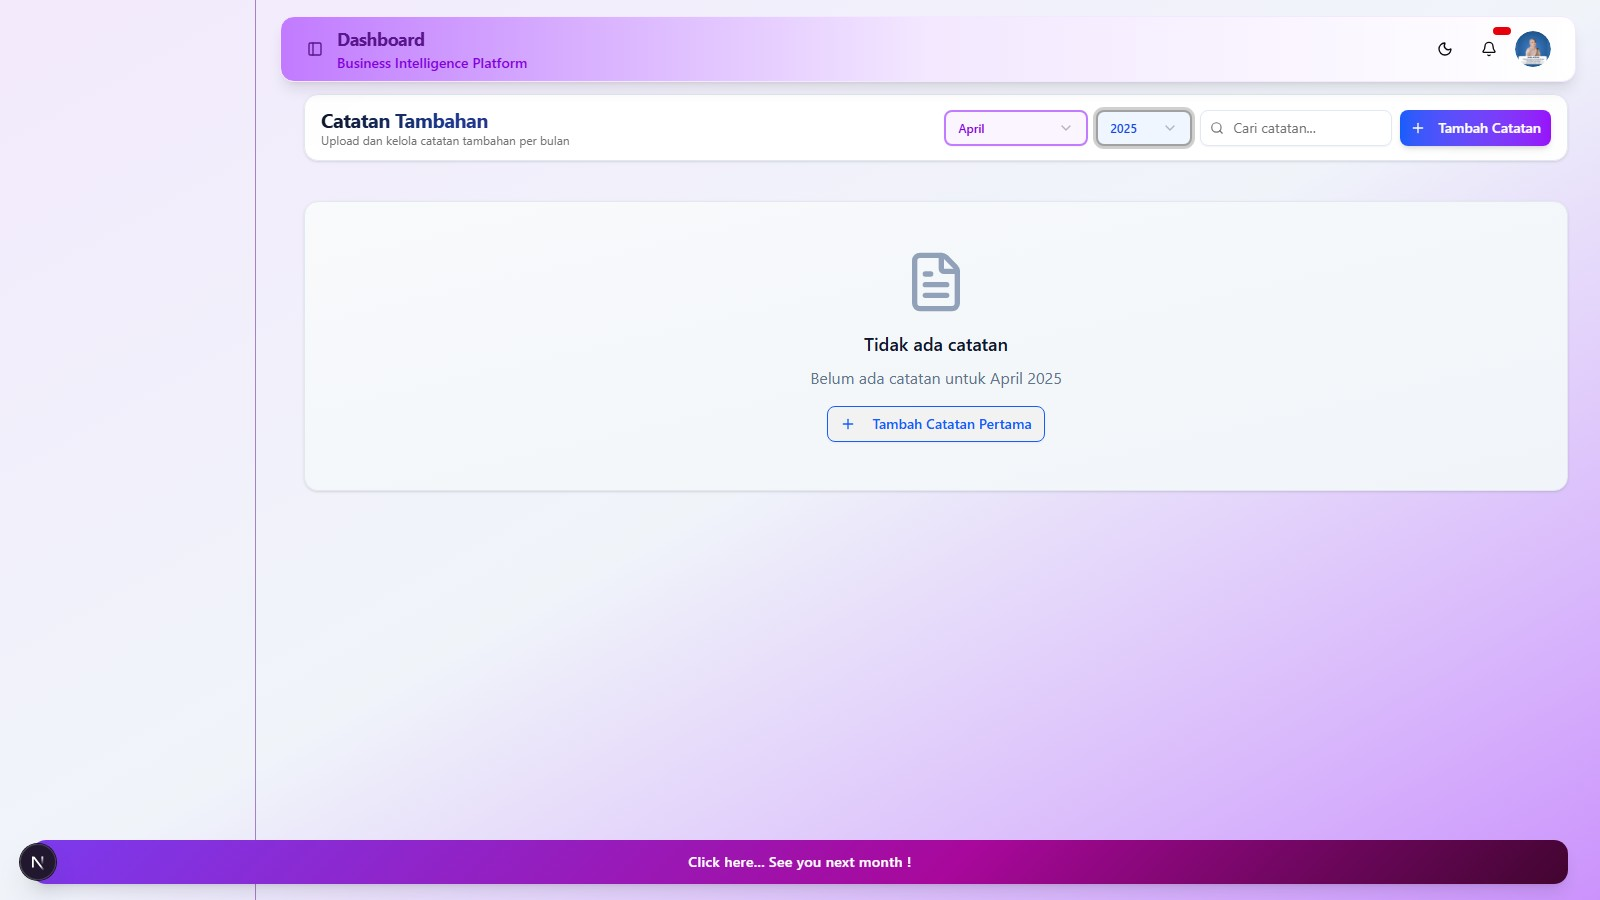 Dashboard
Business Intelligence Platform
Catatan Tambahan
Upload dan kelola catatan tambahan per bulan
April
2025
Cari catatan...
Tambah Catatan
Tidak ada catatan
Belum ada catatan untuk April 2025
Tambah Catatan Pertama
N
Click here... See you next month !